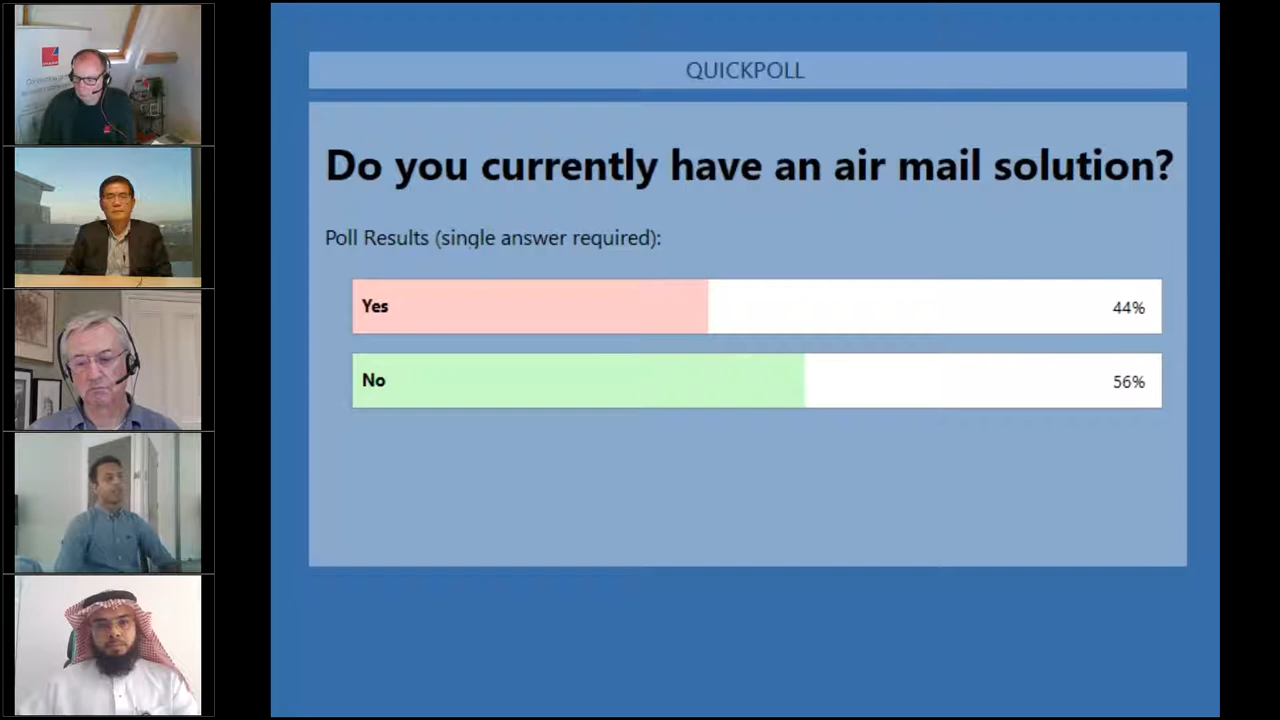 QUICKPOLL
Do you currently have an air mail solution?
Poll Results (single answer required):
Yes 44%
No 56%